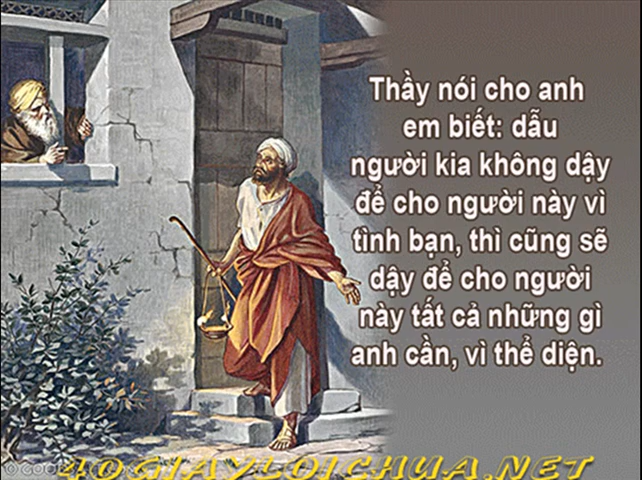 Thầy nói cho anh
em biết: dẫu
người kia không dậy
để cho người này vì
tình bạn, thì cũng sẽ
dậy để cho người
này tất cả những gì
anh cần, vì thể diện.
40GIAYLOICHUA.NET